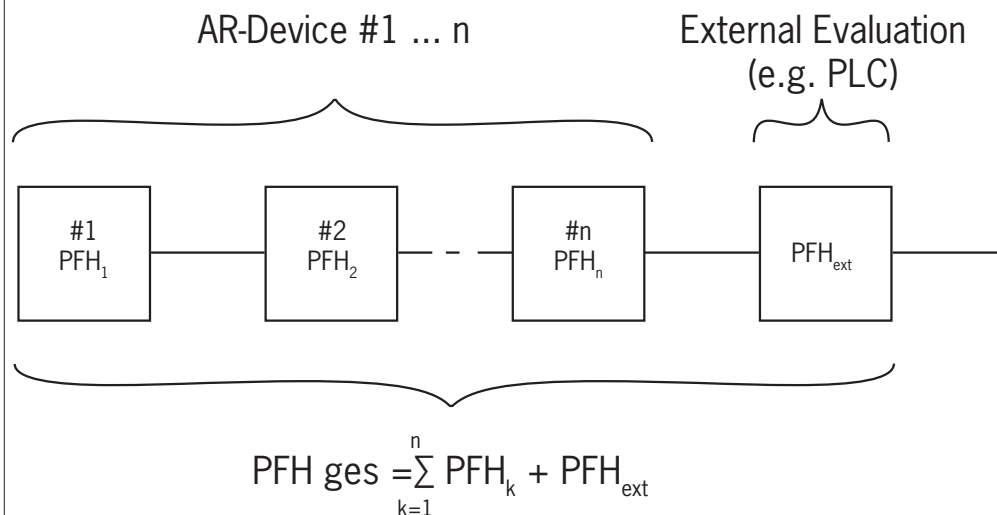 AR-Device #1 ... n
External Evaluation
(e.g. PLC)
#1
PFH₁
#2
PFH₂
#n
PFHₙ
PFHₑₓₜ
n
PFH ges =∑ PFHₖ + PFHₑₓₜ
k=1